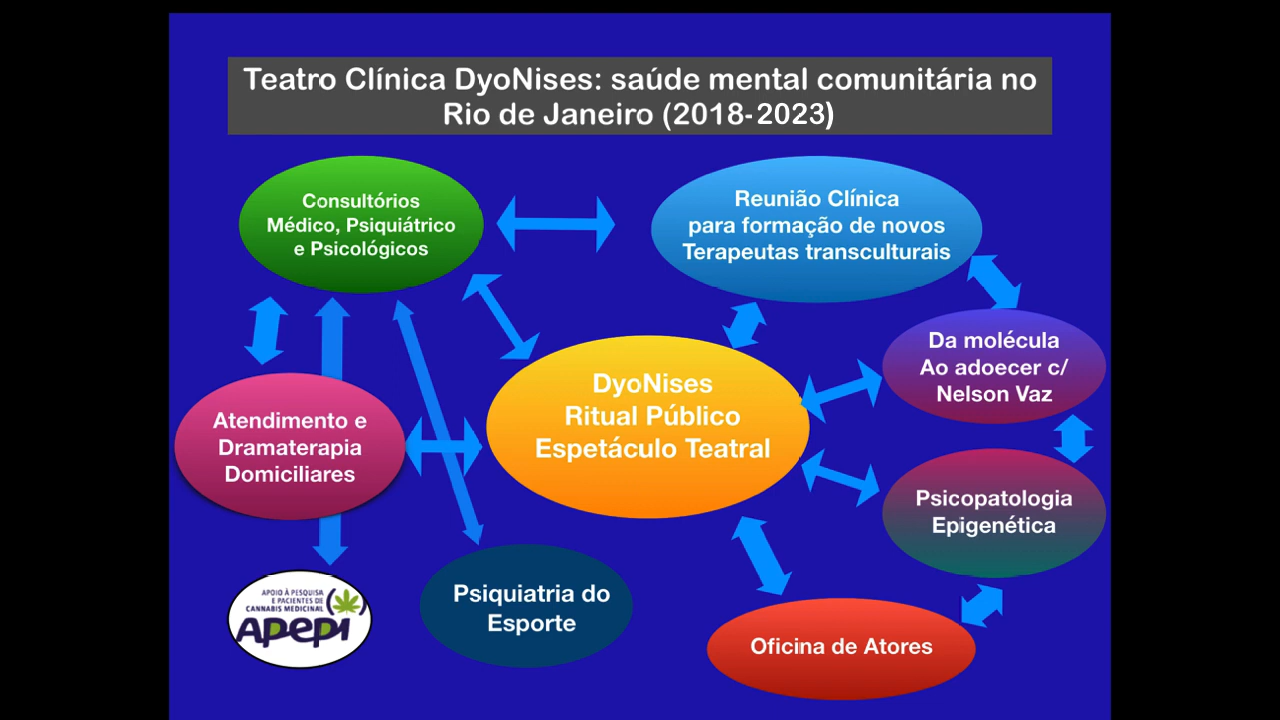 Teatro Clínica DyoNises: saúde mental comunitária no
Rio de Janeiro (2018-2023)
Consultórios
Médico, Psiquiátrico
e Psicológicos
Reunião Clínica
para formação de novos
Terapeutas transculturais
Da molécula
Ao adoecer c/
Nelson Vaz
DyoNises
Ritual Público
Espetáculo Teatral
Atendimento e
Dramaterapia
Domiciliares
Psicopatologia
Epigenética
APOIO À PESQUISA
E PACIENTES DE
CANNABIS MEDICINAL
APEPI
Psiquiatria do
Esporte
Oficina de Atores